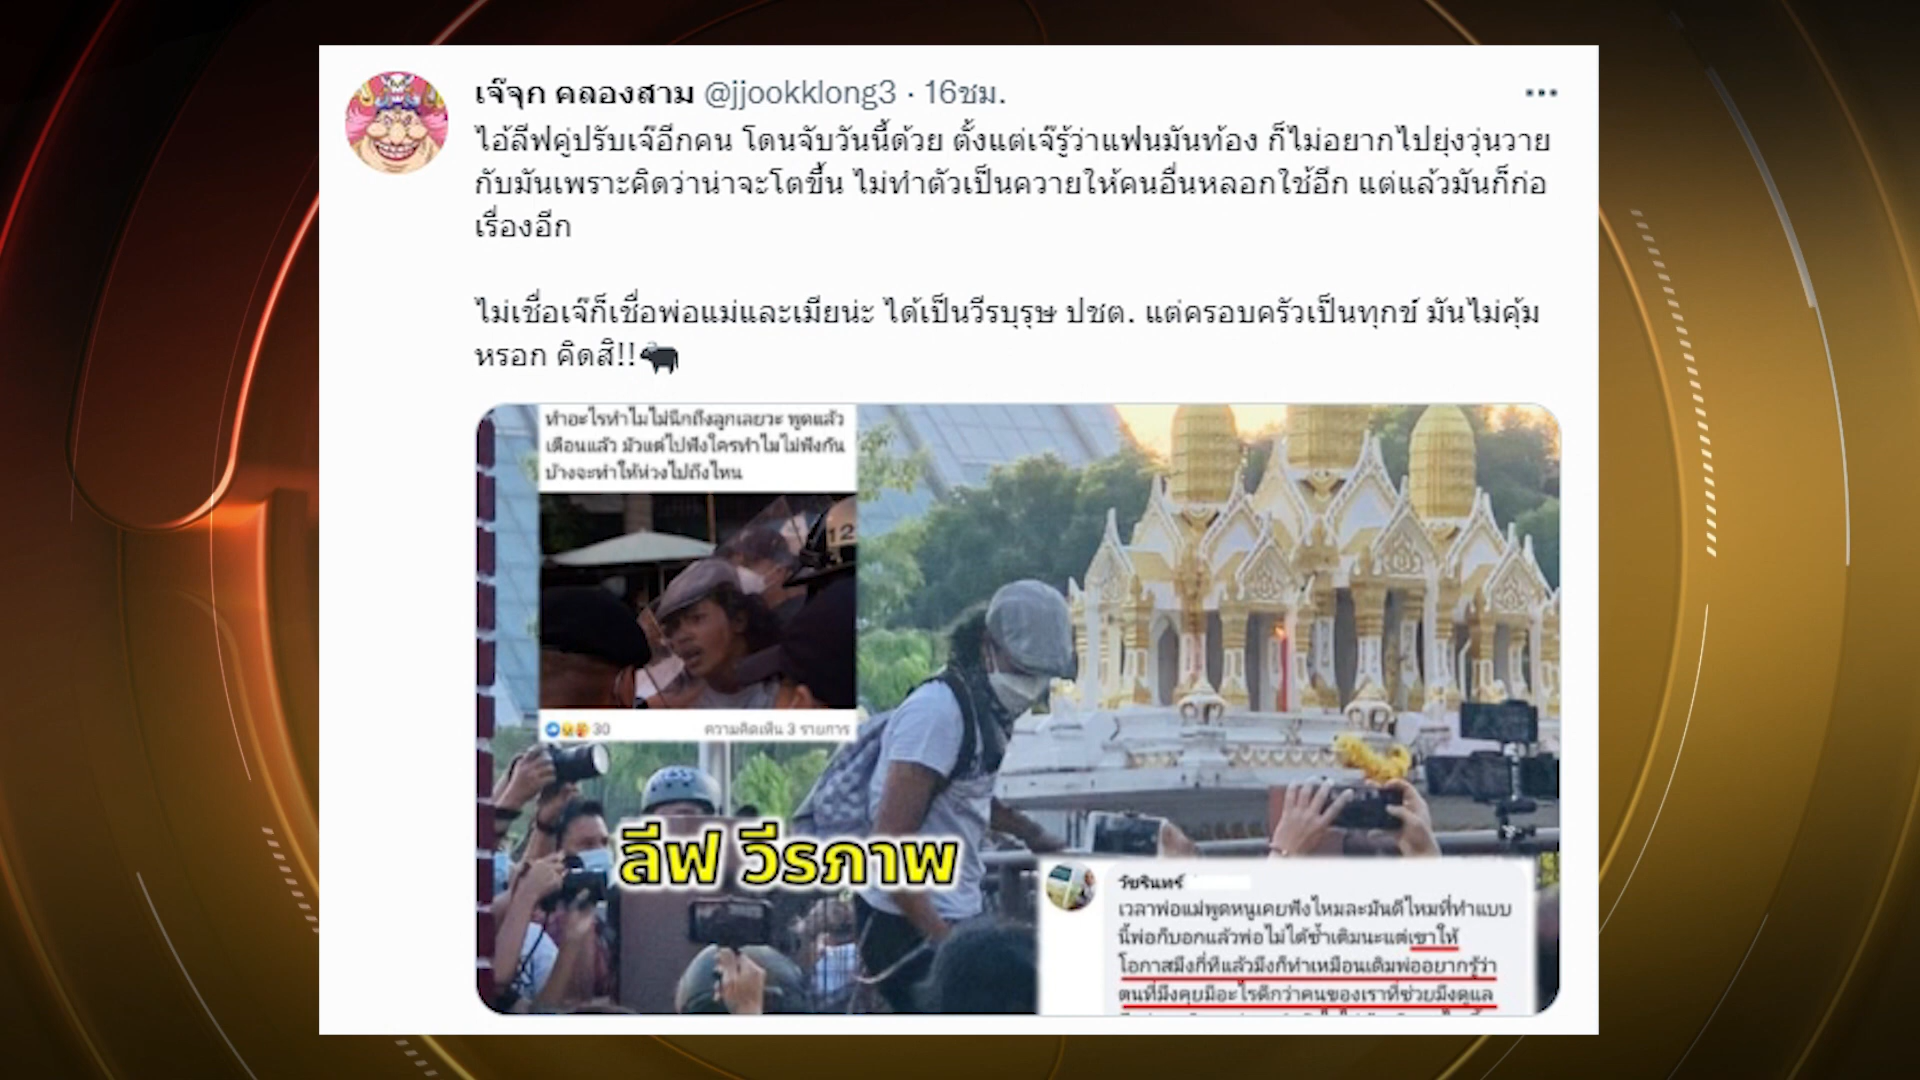 เจ๊จุก คลองสาม @jjookklong3 · 16ชม.
ไอ้ลีฟคู่ปรับเจ๊อีกคน โดนจับวันนี้ด้วย ตั้งแต่เจ๊รู้ว่าแฟนมันท้อง ก็ไม่อยากไปยุ่งวุ่นวาย
กับมันเพราะคิดว่าน่าจะโตขึ้น ไม่ทำตัวเป็นควายให้คนอื่นหลอกใช้อีก แต่แล้วมันก็ก่อ
เรื่องอีก
ไม่เชื่อเจ๊ก็เชื่อพ่อแม่และเมียน่ะ ได้เป็นวีรบุรุษ ปชต. แต่ครอบครัวเป็นทุกข์ มันไม่คุ้ม
หรอก คิดสิ!!🐃
ทำอะไรทำไมไม่นึกถึงลูกเลยวะ พูดแล้ว
เตือนแล้ว มัวแต่ไปฟังใครทำไมไม่ฟังกัน
บ้างจะทำให้ห่วงไปถึงไหน
12
30 ความคิดเห็น 3 รายการ
ลีฟ วีรภาพ
วัชรินทร์
เวลาพ่อแม่พูดหนูเคยฟังไหมละมันดีไหมที่ทำแบบ
นี้พ่อก็บอกแล้วพ่อไม่ได้ซ้ำเติมนะแต่เขาให้
โอกาสมึงกี่ทีแล้วมึงก็ทำเหมือนเดิมพ่ออยากรู้ว่า
ตนที่มึงคุยมีอะไรดีกว่าคนของเราที่ช่วยมึงดูแล